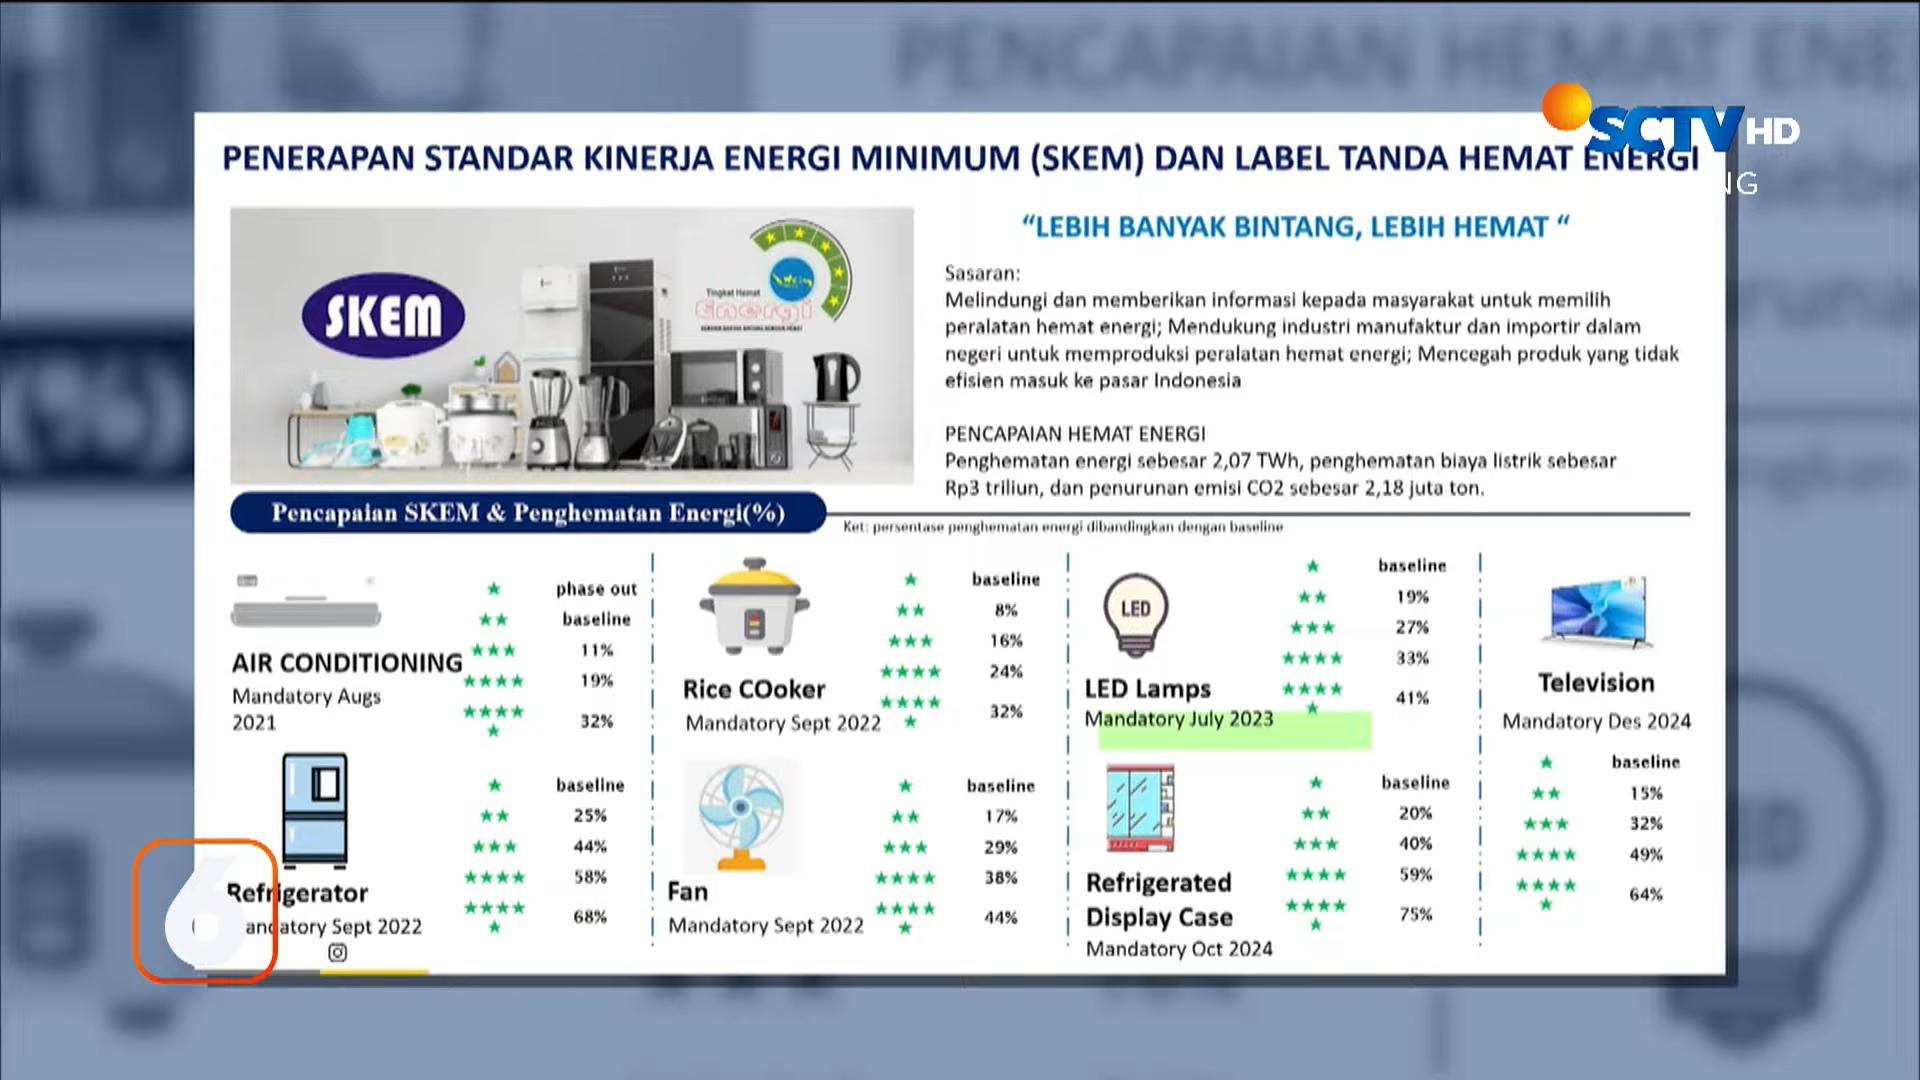 SCTV HD
NG
PENERAPAN STANDAR KINERJA ENERGI MINIMUM (SKEM) DAN LABEL TANDA HEMAT ENERGI
SKEM
Tingkat Hemat
Energi
"LEBIH BANYAK BINTANG, LEBIH HEMAT "
Sasaran:
Melindungi dan memberikan informasi kepada masyarakat untuk memilih
peralatan hemat energi; Mendukung industri manufaktur dan importir dalam
negeri untuk memproduksi peralatan hemat energi; Mencegah produk yang tidak
efisien masuk ke pasar Indonesia
PENCAPAIAN HEMAT ENERGI
Penghematan energi sebesar 2,07 TWh, penghematan biaya listrik sebesar
Rp3 triliun, dan penurunan emisi CO2 sebesar 2,18 juta ton.
Pencapaian SKEM & Penghematan Energi(%)
Ket: persentase penghematan energi dibandingkan dengan baseline
AIR CONDITIONING
Mandatory Augs
2021
phase out
baseline
11%
19%
32%
Rice COoker
Mandatory Sept 2022
baseline
8%
16%
24%
32%
LED
LED Lamps
Mandatory July 2023
baseline
19%
27%
33%
41%
Television
Mandatory Des 2024
baseline
15%
32%
49%
64%
Refrigerator
andatory Sept 2022
baseline
25%
44%
58%
68%
Fan
Mandatory Sept 2022
baseline
17%
29%
38%
44%
Refrigerated
Display Case
Mandatory Oct 2024
baseline
20%
40%
59%
75%
6